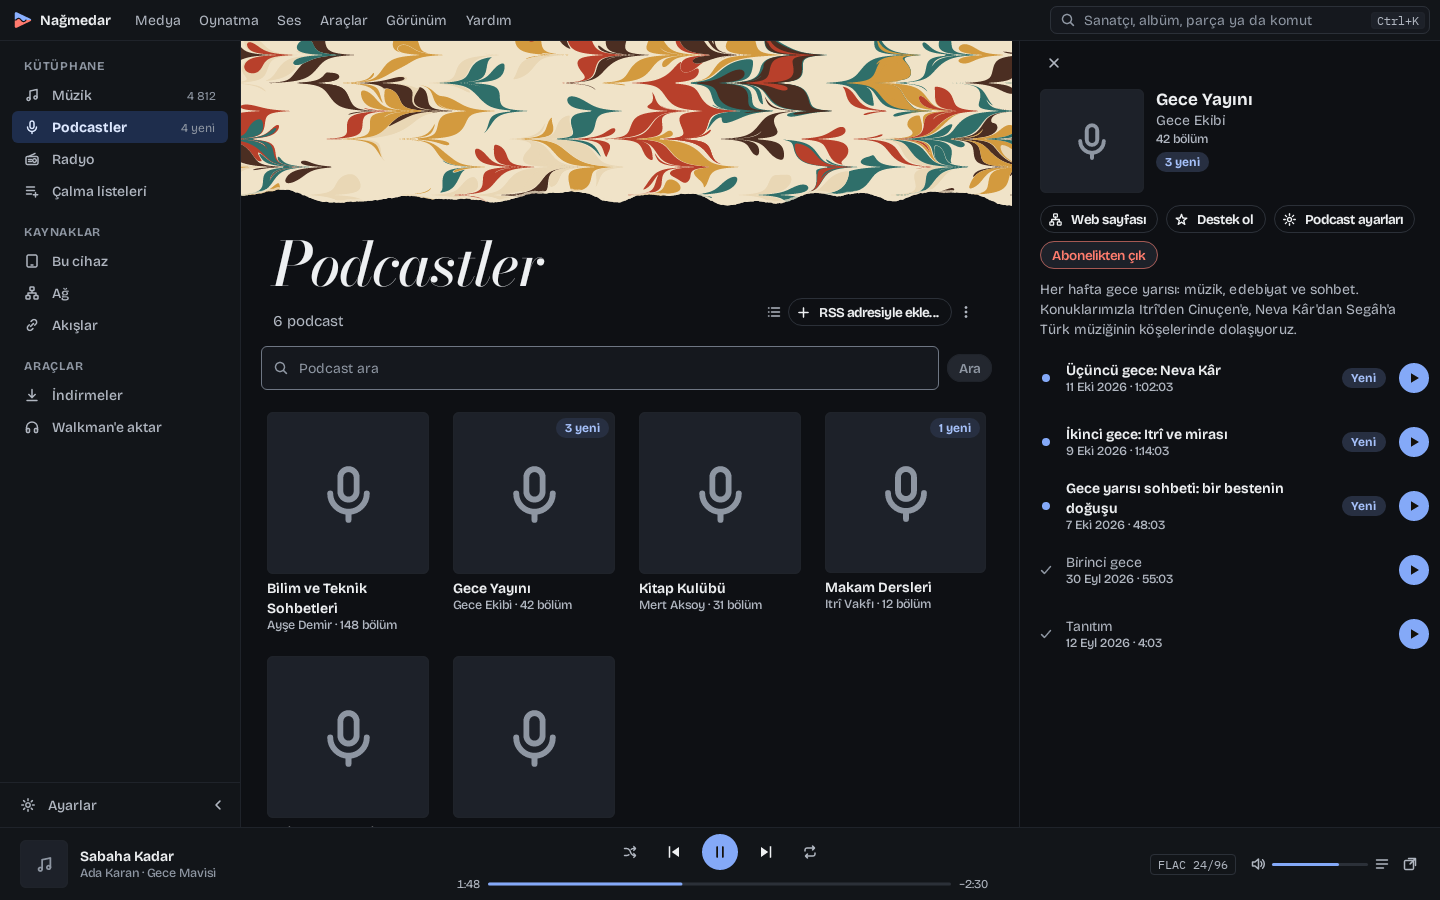 Nağmedar
Medya
Oynatma
Ses
Araçlar
Görünüm
Yardım
Sanatçı, albüm, parça ya da komut
Ctrl+K
KÜTÜPHANE
Müzik
4 812
Podcastler
4 yeni
Radyo
Çalma listeleri
KAYNAKLAR
Bu cihaz
Ağ
Akışlar
ARAÇLAR
İndirmeler
Walkman'e aktar
Ayarlar
Podcastler
6 podcast
RSS adresiyle ekle...
Podcast ara
Ara
Bilim ve Teknik
Sohbetleri
Ayşe Demir · 148 bölüm
3 yeni
Gece Yayını
Gece Ekibi · 42 bölüm
Kitap Kulübü
Mert Aksoy · 31 bölüm
1 yeni
Makam Dersleri
Itrî Vakfı · 12 bölüm
Gece Yayını
Gece Ekibi
42 bölüm
3 yeni
Web sayfası
Destek ol
Podcast ayarları
Abonelikten çık
Her hafta gece yarısı: müzik, edebiyat ve sohbet.
Konuklarımızla Itrî'den Cinuçen'e, Neva Kâr'dan Segâh'a
Türk müziğinin köşelerinde dolaşıyoruz.
Üçüncü gece: Neva Kâr
11 Eki 2026 · 1:02:03
Yeni
İkinci gece: Itrî ve mirası
9 Eki 2026 · 1:14:03
Yeni
Gece yarısı sohbeti: bir bestenin
doğuşu
7 Eki 2026 · 48:03
Yeni
Birinci gece
30 Eyl 2026 · 55:03
Tanıtım
12 Eyl 2026 · 4:03
Sabaha Kadar
Ada Karan · Gece Mavisi
1:48
−2:30
FLAC 24/96